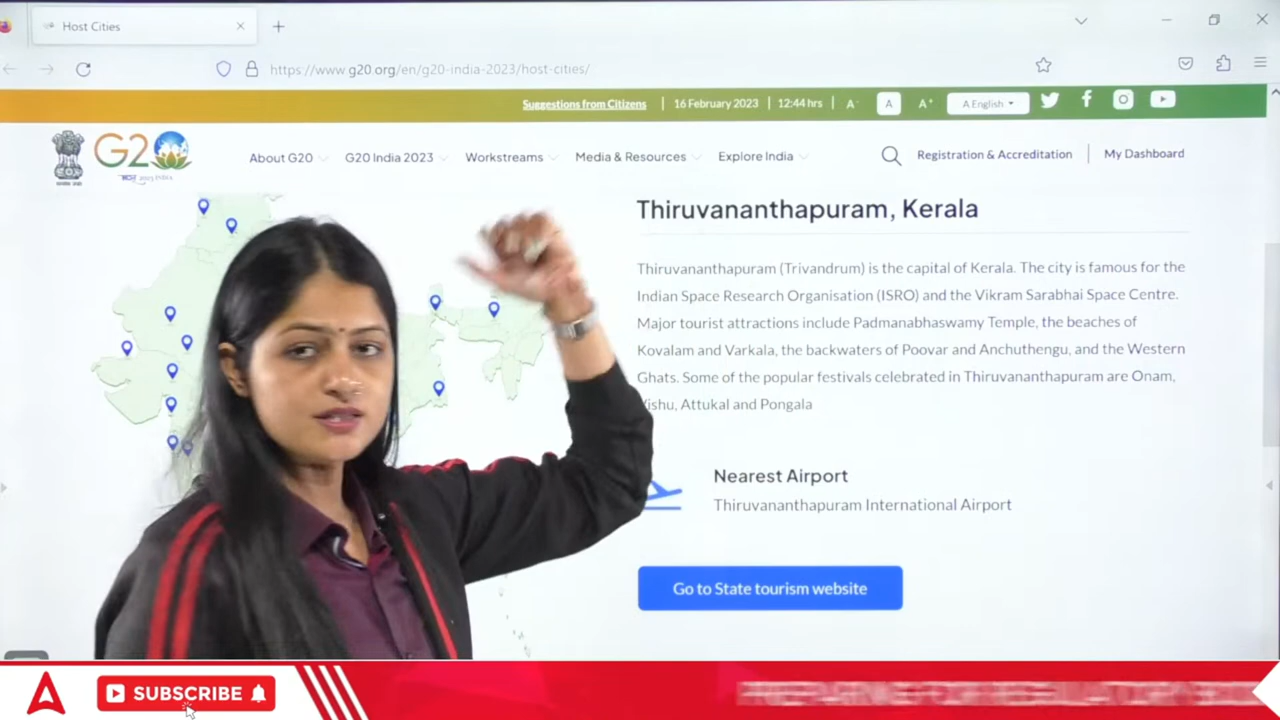 Host Cities
https://www.g20.org/en/g20-india-2023/host-cities/
Suggestions from Citizens | 16 February 2023 | 12:44 hrs | A- A A+ A English
G20
2023 INDIA
About G20 G20 India 2023 Workstreams Media & Resources Explore India Registration & Accreditation My Dashboard
Thiruvananthapuram, Kerala
Thiruvananthapuram (Trivandrum) is the capital of Kerala. The city is famous for the
Indian Space Research Organisation (ISRO) and the Vikram Sarabhai Space Centre.
Major tourist attractions include Padmanabhaswamy Temple, the beaches of
Kovalam and Varkala, the backwaters of Poovar and Anchuthengu, and the Western
Ghats. Some of the popular festivals celebrated in Thiruvananthapuram are Onam,
ishu, Attukal and Pongala
Nearest Airport
Thiruvananthapuram International Airport
Go to State tourism website
SUBSCRIBE